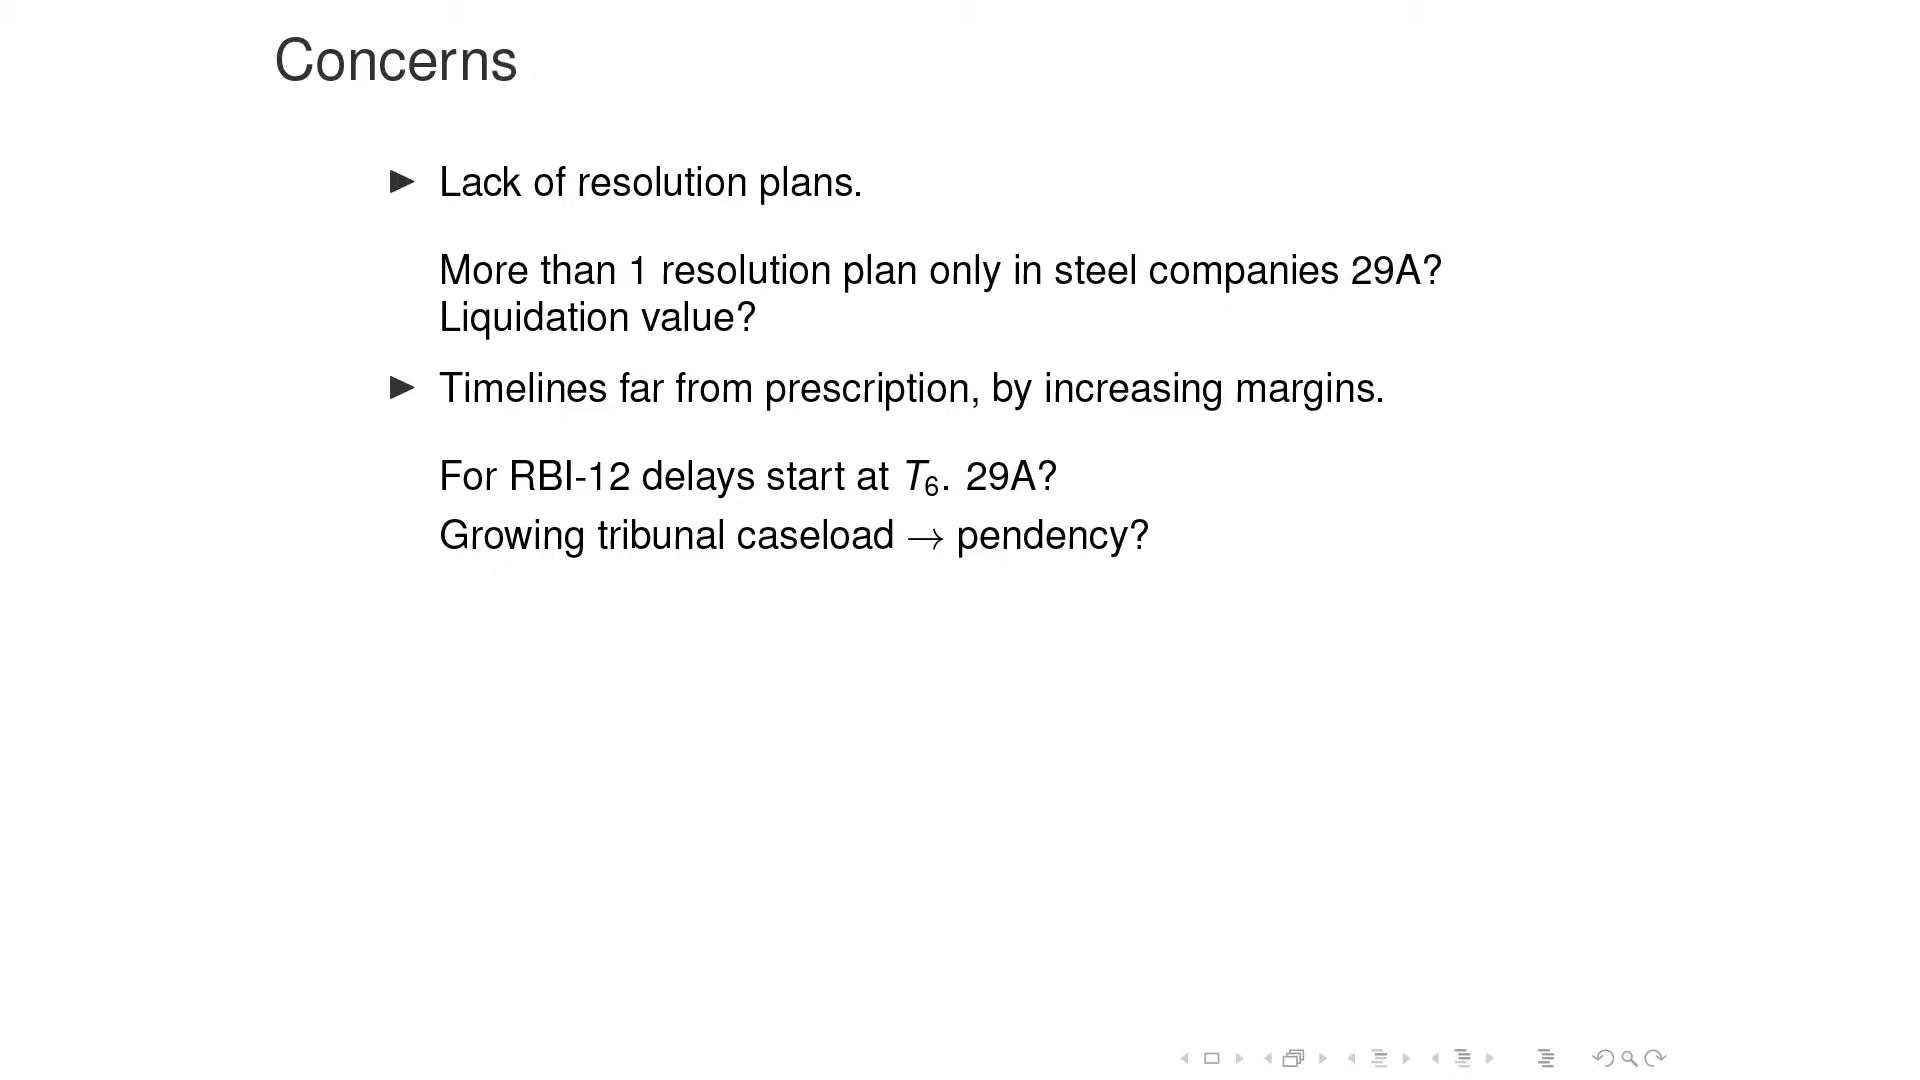 Concerns
Lack of resolution plans.
More than 1 resolution plan only in steel companies 29A?
Liquidation value?
Timelines far from prescription, by increasing margins.
For RBI-12 delays start at T₆. 29A?
Growing tribunal caseload → pendency?